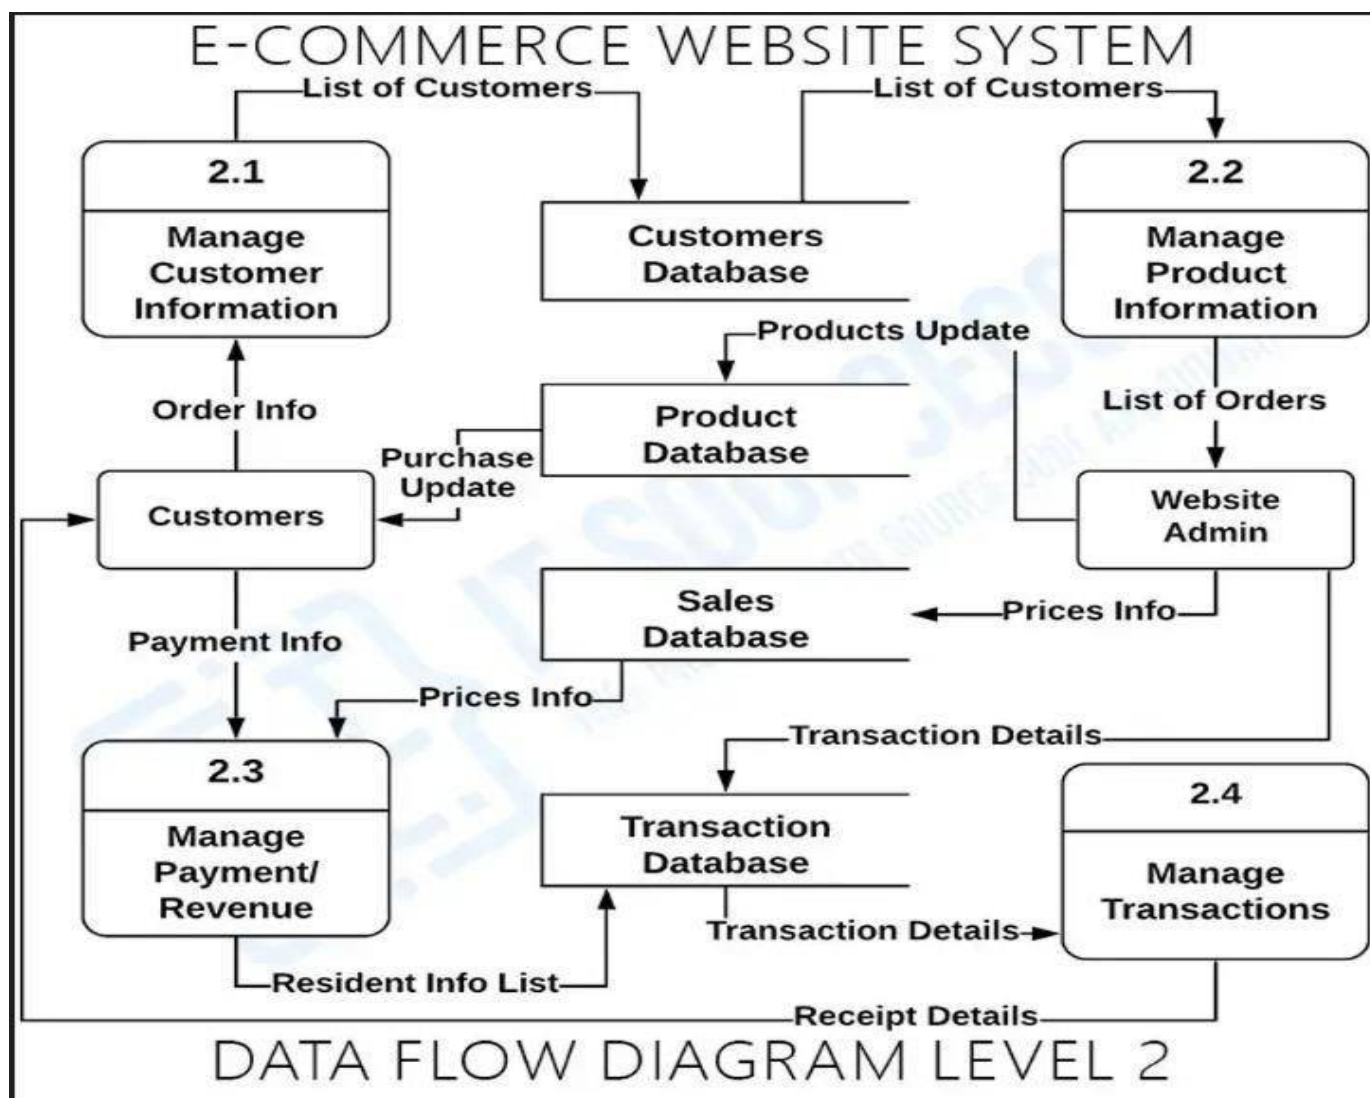 E-COMMERCE WEBSITE SYSTEM
List of Customers
List of Customers
2.1
Manage
Customer
Information
Customers
Database
2.2
Manage
Product
Information
Products Update
Order Info
Product
Database
List of Orders
Purchase
Update
Customers
Website
Admin
Sales
Database
Prices Info
Payment Info
Prices Info
Transaction Details
2.3
Manage
Payment/
Revenue
Transaction
Database
2.4
Manage
Transactions
Transaction Details
Resident Info List
Receipt Details
DATA FLOW DIAGRAM LEVEL 2